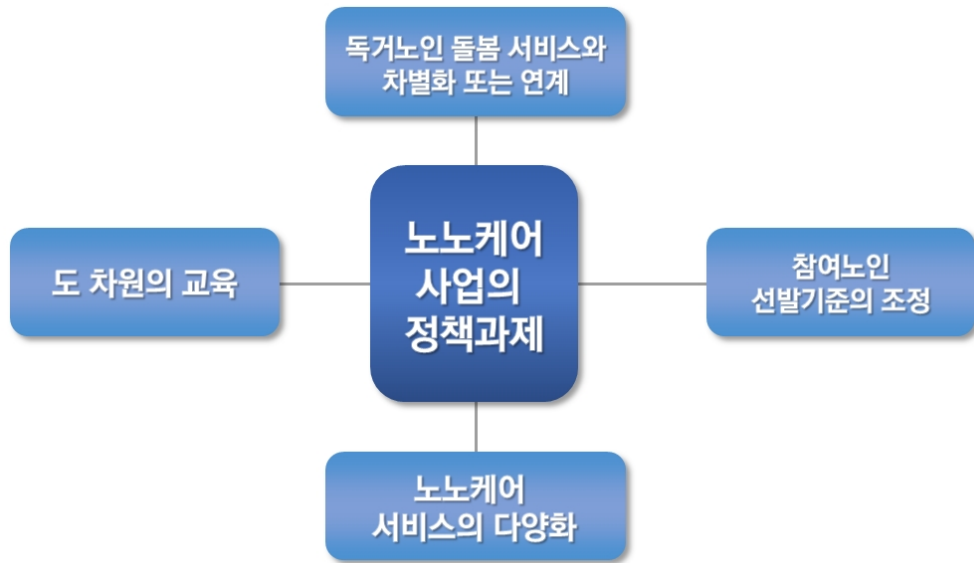 독거노인 돌봄 서비스와
차별화 또는 연계
노노케어
사업의
정책과제
도 차원의 교육
참여노인
선발기준의 조정
노노케어
서비스의 다양화